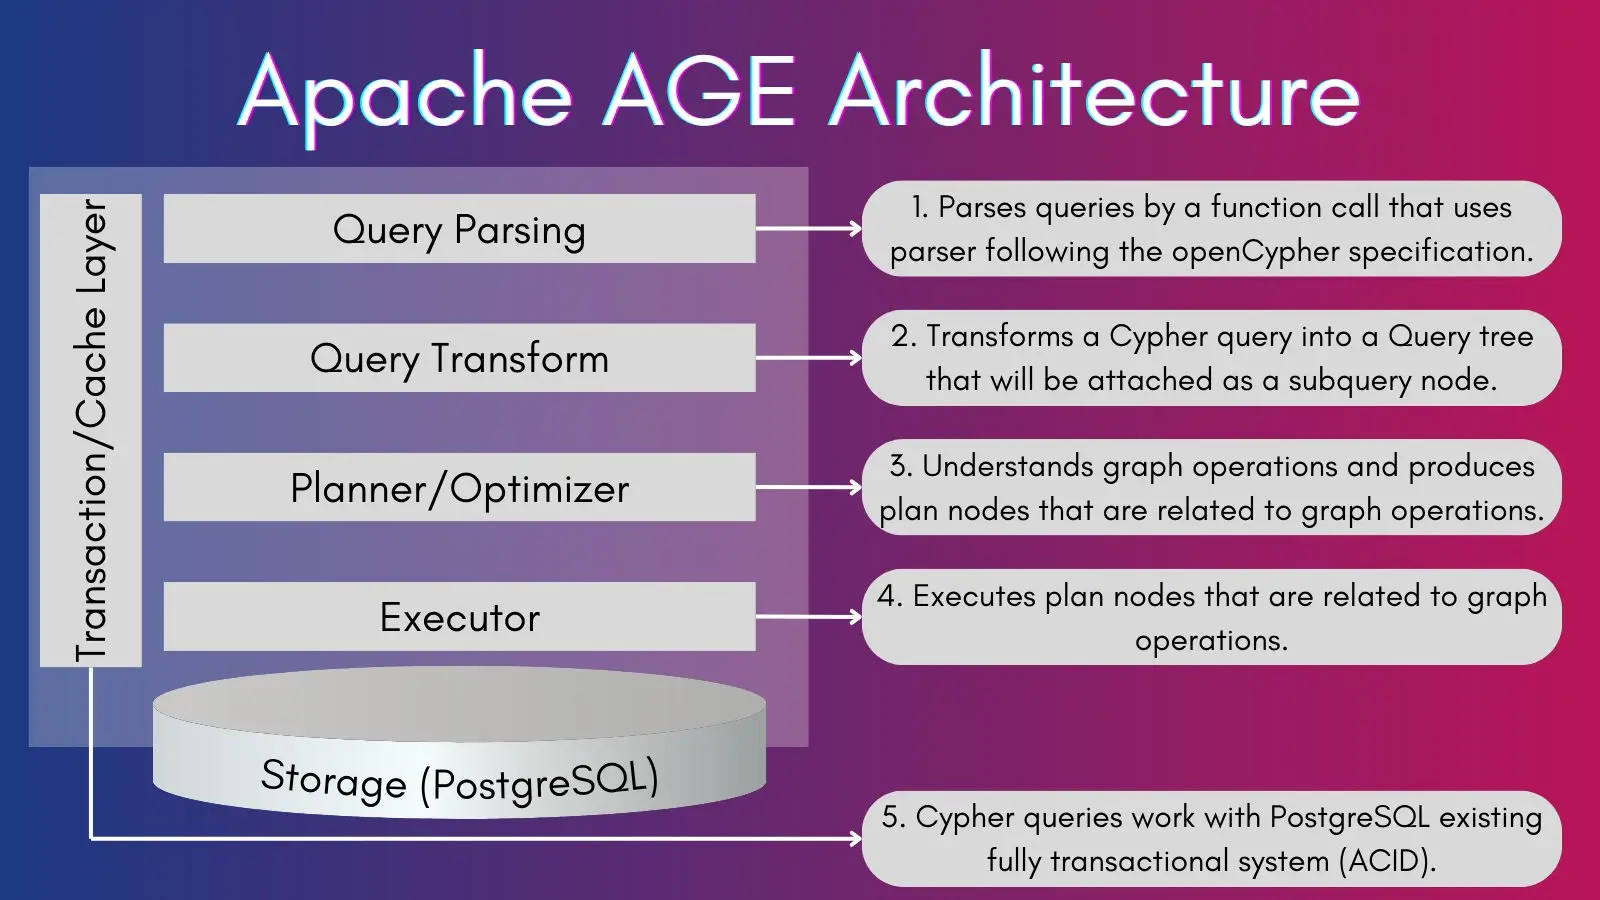 Apache AGE Architecture
Transaction/Cache Layer
Query Parsing
1. Parses queries by a function call that uses
parser following the openCypher specification.
Query Transform
2. Transforms a Cypher query into a Query tree
that will be attached as a subquery node.
Planner/Optimizer
3. Understands graph operations and produces
plan nodes that are related to graph operations.
Executor
4. Executes plan nodes that are related to graph
operations.
Storage (PostgreSQL)
5. Cypher queries work with PostgreSQL existing
fully transactional system (ACID).